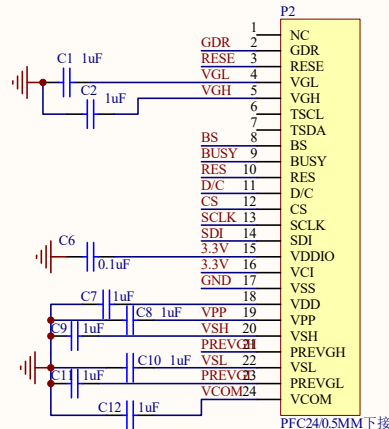 P2
1 NC
GDR 2 GDR
RESE 3 RESE
C1 1uF VGL 4 VGL
C2 1uF VGH 5 VGH
6 TSCL
7 TSDA
BS 8 BS
BUSY 9 BUSY
RES 10 RES
D/C 11 D/C
CS 12 CS
SCLK 13 SCLK
SDI 14 SDI
C6 0.1uF 3.3V 15 VDDIO
3.3V 16 VCI
GND 17 VSS
C7 1uF 18 VDD
C8 1uF VPP 19 VPP
C9 1uF VSH 20 VSH
PREVGH 21 PREVGH
C10 1uF VSL 22 VSL
C11 1uF PREVGL 23 PREVGL
C12 1uF VCOM 24 VCOM
PFC24/0.5MM下接